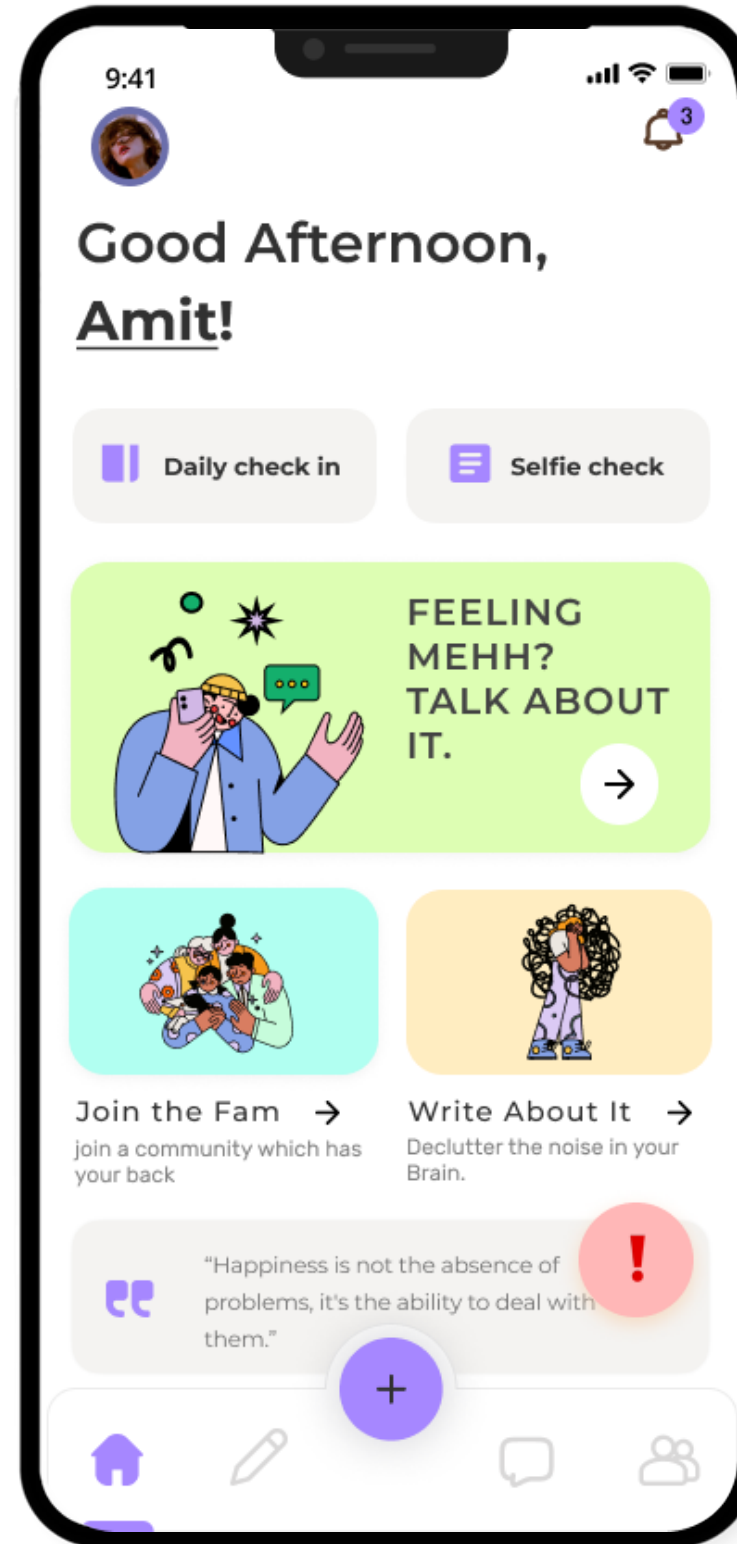 9:41
3
Good Afternoon,
Amit!
Daily check in
Selfie check
FEELING
MEHH?
TALK ABOUT
IT.
Join the Fam
join a community which has
your back
Write About It
Declutter the noise in your
Brain.
“Happiness is not the absence of
problems, it's the ability to deal with
them.”
!
+